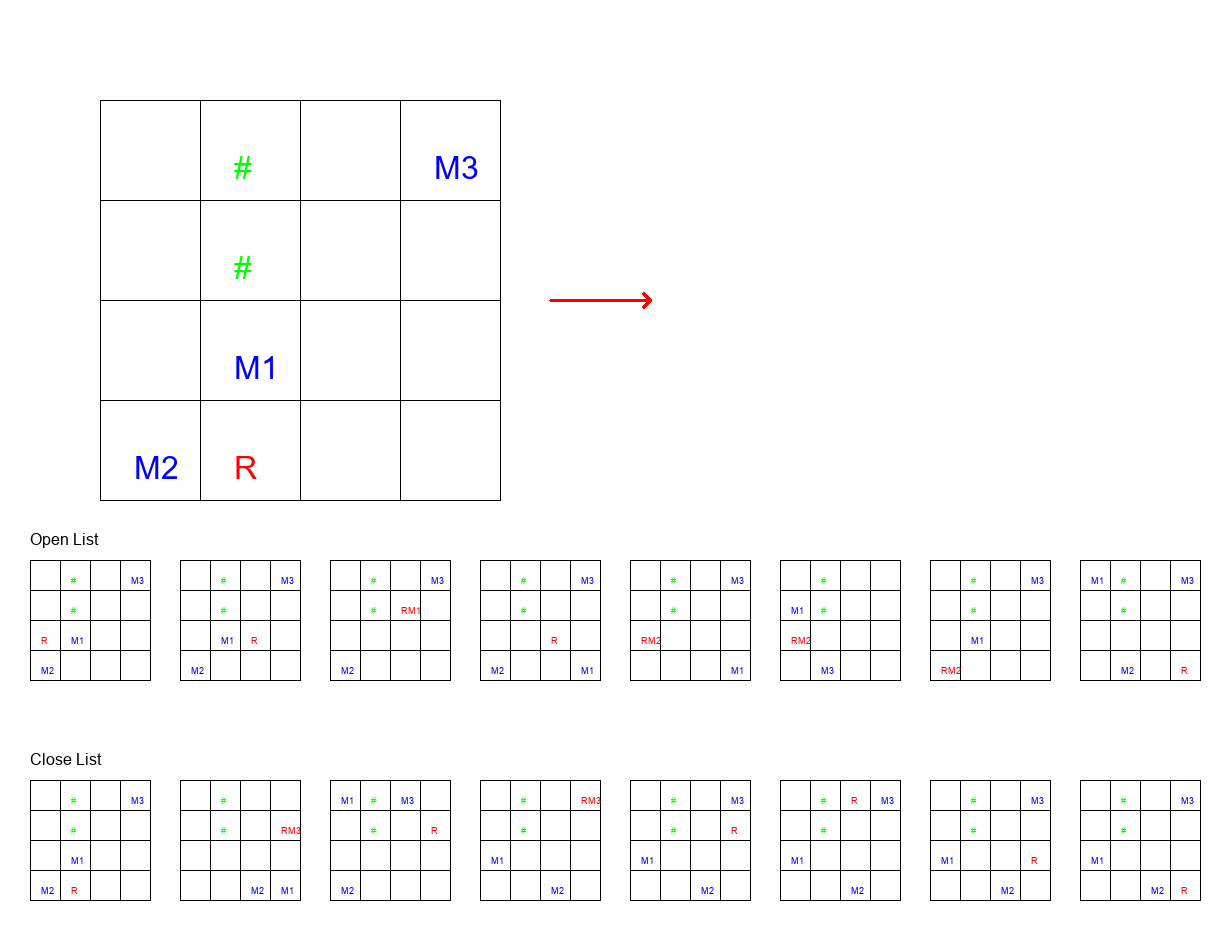 # M3
#
M1
M2 R
Open List
# M3 # M3 # M3 # M3 # M3 # # M3 M1 # M3
# # # RM1 # # M1 # # #
R M1 M1 R R RM2 RM2 M1
M2 M2 M2 M2 M1 M1 M3 RM2 M2 R
Close List
# M3 # M1 # M3 # RM3 # M3 # R M3 # M3 # M3
# # RM3 # R # # R # # #
M1 M1 M1 M1 M1 R M1
M2 R M2 M1 M2 M2 M2 M2 M2 M2 R